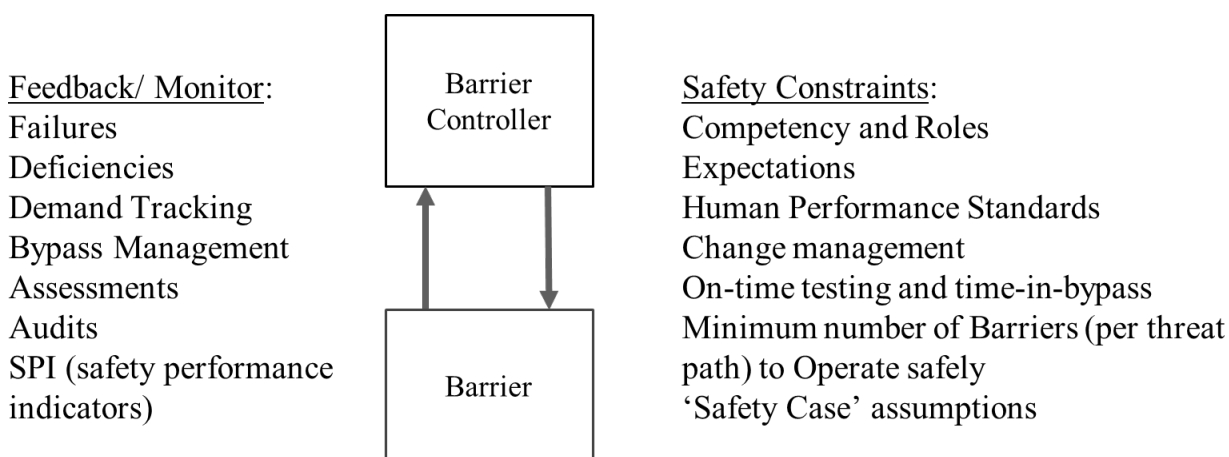 Feedback/ Monitor:
Failures
Deficiencies
Demand Tracking
Bypass Management
Assessments
Audits
SPI (safety performance
indicators)
Barrier
Controller
Barrier
Safety Constraints:
Competency and Roles
Expectations
Human Performance Standards
Change management
On-time testing and time-in-bypass
Minimum number of Barriers (per threat
path) to Operate safely
‘Safety Case’ assumptions